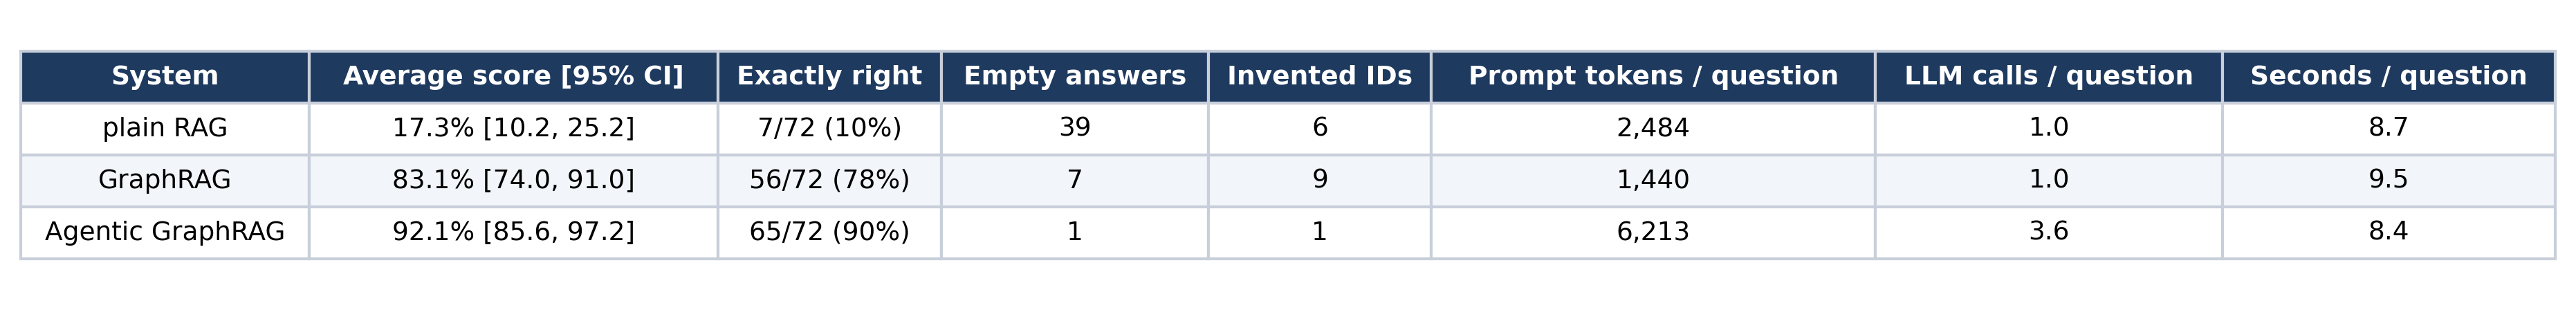 System Average score [95% CI] Exactly right Empty answers Invented IDs Prompt tokens / question LLM calls / question Seconds / question
plain RAG 17.3% [10.2, 25.2] 7/72 (10%) 39 6 2,484 1.0 8.7
GraphRAG 83.1% [74.0, 91.0] 56/72 (78%) 7 9 1,440 1.0 9.5
Agentic GraphRAG 92.1% [85.6, 97.2] 65/72 (90%) 1 1 6,213 3.6 8.4